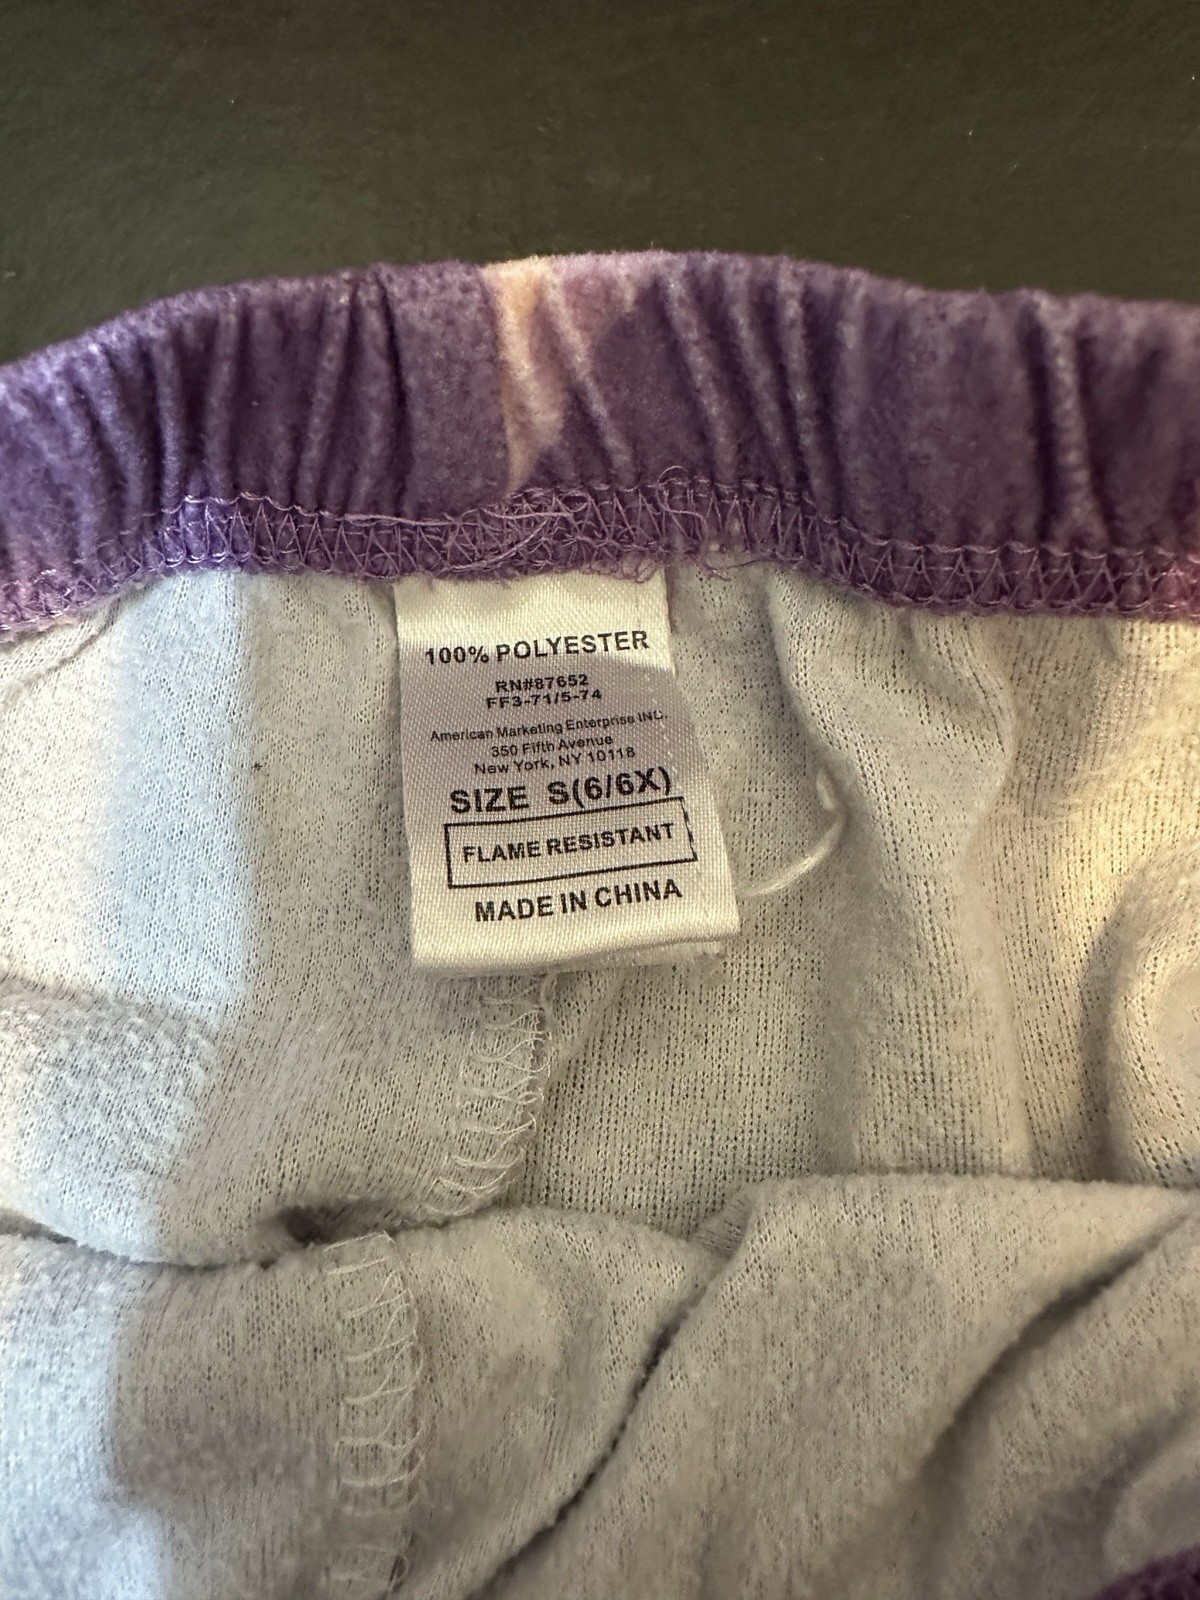 100% POLYESTER
RN#87652
FF3-71/5-74
American Marketing Enterprise INC.
350 Fifth Avenue
New York, NY 10118
SIZE S(6/6X)
FLAME RESISTANT
MADE IN CHINA